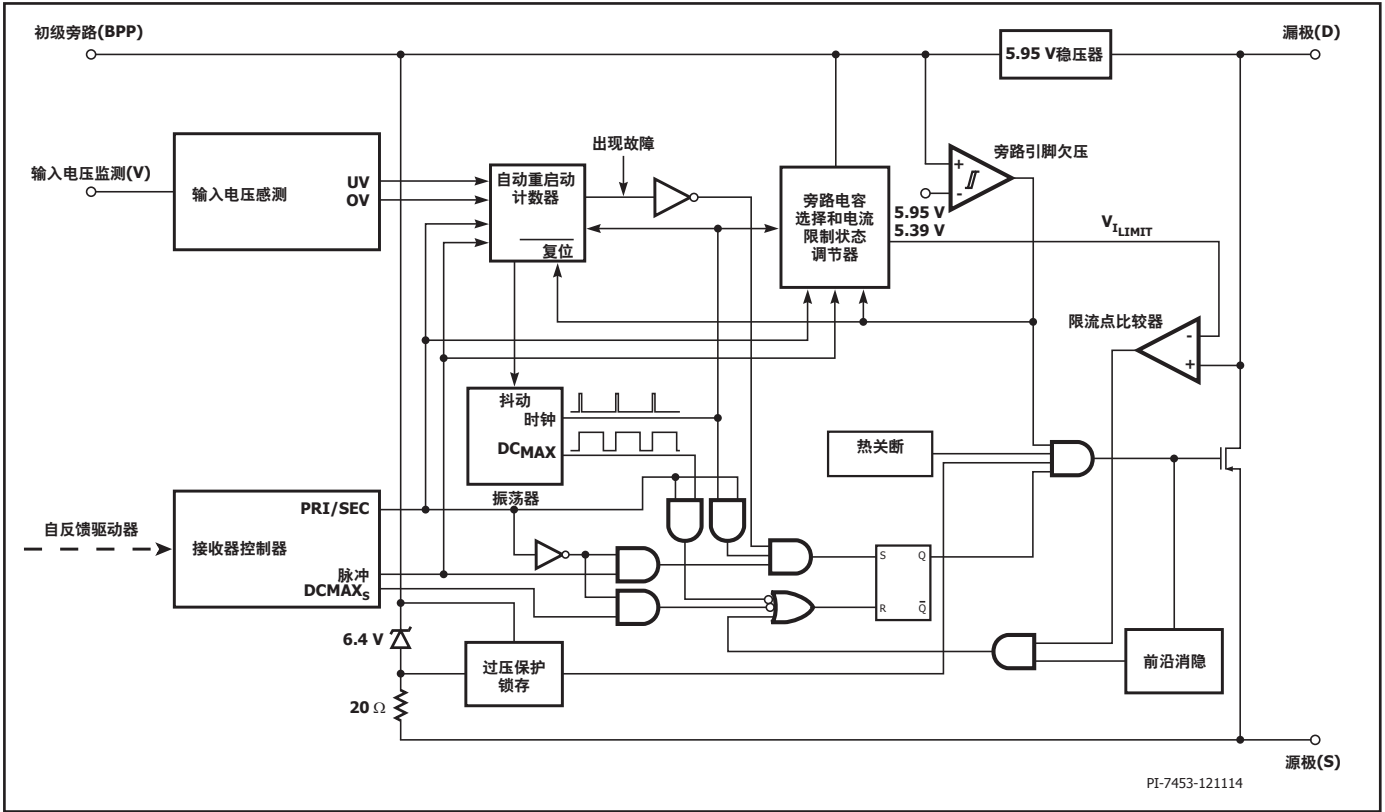 初级旁路(BPP)
漏极(D)
5.95 V稳压器
出现故障
旁路引脚欠压
输入电压监测(V)
输入电压感测
UV
OV
自动重启动
计数器
复位
旁路电容
选择和电流
限制状态
调节器
+
-
5.95 V
5.39 V
VILIMIT
限流点比较器
-
+
抖动
时钟
DCMAX
振荡器
热关断
自反馈驱动器
接收器控制器
PRI/SEC
脉冲
DCMAXS
S
Q
R
Q̅
6.4 V
过压保护
锁存
前沿消隐
20 Ω
源极(S)
PI-7453-121114